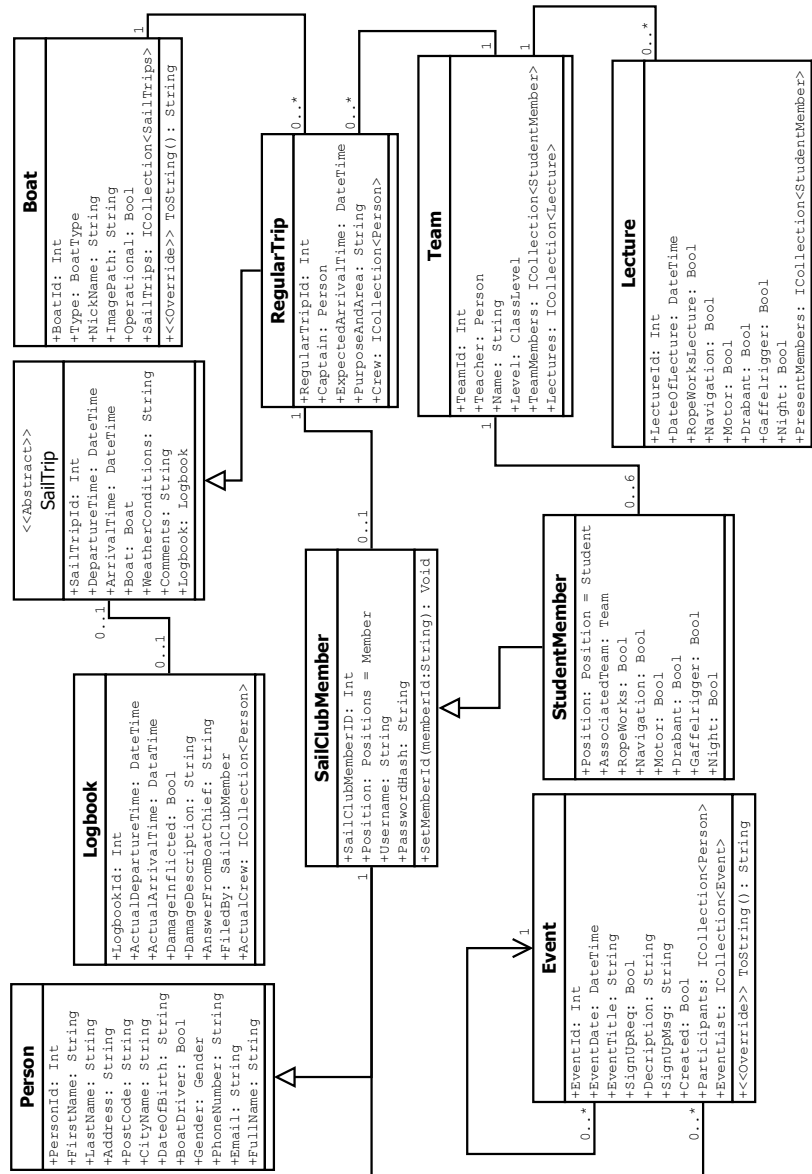 Person
+PersonId: Int
+FirstName: String
+LastName: String
+Address: String
+PostCode: String
+CityName: String
+DateOfBirth: String
+BoatDriver: Bool
+Gender: Gender
+PhoneNumber: String
+Email: String
+FullName: String
Logbook
+LogbookId: Int
+ActualDepartureTime: DateTime
+ActualArrivalTime: DataTime
+DamageInflicted: Bool
+DamageDescription: String
+AnswerFromBoatChief: String
+FiledBy: SailClubMember
+ActualCrew: ICollection<Person>
0..1
0..1
<<Abstract>>
SailTrip
+SailTripId: Int
+DepartureTime: DateTime
+ArrivalTime: DateTime
+Boat: Boat
+WeatherConditions: String
+Comments: String
+Logbook: Logbook
Boat
+BoatId: Int
+Type: BoatType
+NickName: String
+ImagePath: String
+Operational: Bool
+SailTrips: ICollection<SailTrips>
+<<Override>> ToString(): String
1
0..*
SailClubMember
+SailClubMemberID: Int
+Position: Positions = Member
+Username: String
+PasswordHash: String
+SetMemberId(memberId:String): Void
1
0..1
1
RegularTrip
+RegularTripId: Int
+Captain: Person
+ExpectedArrivalTime: DateTime
+PurposeAndArea: String
+Crew: ICollection<Person>
0..*
1
Event
+EventId: Int
+EventDate: DateTime
+EventTitle: String
+SignUpReq: Bool
+Decription: String
+SignUpMsg: String
+Created: Bool
+Participants: ICollection<Person>
+EventList: ICollection<Event>
+<<Override>> ToString(): String
0..*
0..*
1
StudentMember
+Position: Position = Student
+AssociatedTeam: Team
+RopeWorks: Bool
+Navigation: Bool
+Motor: Bool
+Drabant: Bool
+Gaffelrigger: Bool
+Night: Bool
0..6
1
Team
+TeamId: Int
+Teacher: Person
+Name: String
+Level: ClassLevel
+TeamMembers: ICollection<StudentMember>
+Lectures: ICollection<Lecture>
1
0..*
Lecture
+LectureId: Int
+DateOfLecture: DateTime
+RopeWorksLecture: Bool
+Navigation: Bool
+Motor: Bool
+Drabant: Bool
+Gaffelrigger: Bool
+Night: Bool
+PresentMembers: ICollection<StudentMember>